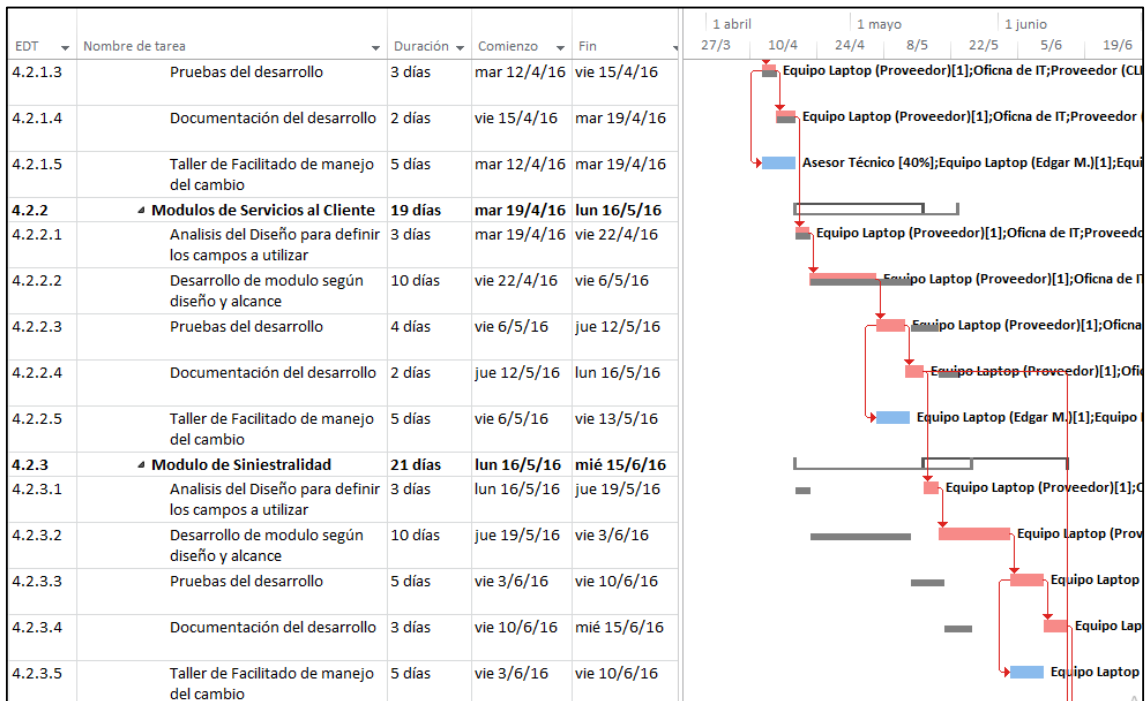 1 abril 1 mayo 1 junio
EDT Nombre de tarea Duración Comienzo Fin 27/3 10/4 24/4 8/5 22/5 5/6 19/6
4.2.1.3 Pruebas del desarrollo 3 días mar 12/4/16 vie 15/4/16 Equipo Laptop (Proveedor)[1];Oficna de IT;Proveedor (CLI
4.2.1.4 Documentación del desarrollo 2 días vie 15/4/16 mar 19/4/16 Equipo Laptop (Proveedor)[1];Oficna de IT;Proveedor (
4.2.1.5 Taller de Facilitado de manejo 5 días mar 12/4/16 mar 19/4/16 Asesor Técnico [40%];Equipo Laptop (Edgar M.)[1];Equi
del cambio
4.2.2 Modulos de Servicios al Cliente 19 días mar 19/4/16 lun 16/5/16
4.2.2.1 Analisis del Diseño para definir 3 días mar 19/4/16 vie 22/4/16 Equipo Laptop (Proveedor)[1];Oficna de IT;Proveedo
los campos a utilizar
4.2.2.2 Desarrollo de modulo según 10 días vie 22/4/16 vie 6/5/16 Equipo Laptop (Proveedor)[1];Oficna de IT
diseño y alcance
4.2.2.3 Pruebas del desarrollo 4 días vie 6/5/16 jue 12/5/16 Equipo Laptop (Proveedor)[1];Oficna
4.2.2.4 Documentación del desarrollo 2 días jue 12/5/16 lun 16/5/16 Equipo Laptop (Proveedor)[1];Ofic
4.2.2.5 Taller de Facilitado de manejo 5 días vie 6/5/16 vie 13/5/16 Equipo Laptop (Edgar M.)[1];Equipo
del cambio
4.2.3 Modulo de Siniestralidad 21 días lun 16/5/16 mié 15/6/16
4.2.3.1 Analisis del Diseño para definir 3 días lun 16/5/16 jue 19/5/16 Equipo Laptop (Proveedor)[1];O
los campos a utilizar
4.2.3.2 Desarrollo de modulo según 10 días jue 19/5/16 vie 3/6/16 Equipo Laptop (Prov
diseño y alcance
4.2.3.3 Pruebas del desarrollo 5 días vie 3/6/16 vie 10/6/16 Equipo Laptop
4.2.3.4 Documentación del desarrollo 3 días vie 10/6/16 mié 15/6/16 Equipo Lap
4.2.3.5 Taller de Facilitado de manejo 5 días vie 3/6/16 vie 10/6/16 Equipo Laptop
del cambio